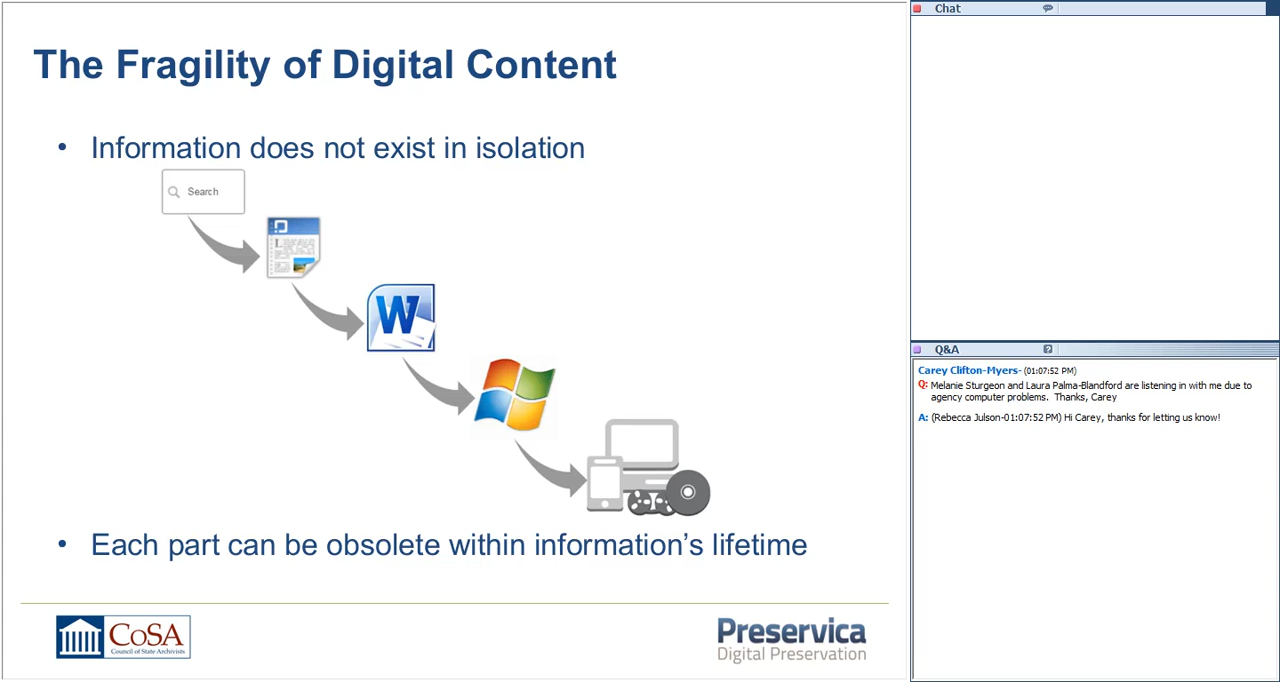 The Fragility of Digital Content
• Information does not exist in isolation
Search
W
• Each part can be obsolete within information's lifetime
CoSA
Council of State Archivists
Preservica
Digital Preservation
Chat
Q&A
Carey Clifton-Myers- (01:07:52 PM)
Q: Melanie Sturgeon and Laura Palma-Blandford are listening in with me due to
agency computer problems.  Thanks, Carey
A: (Rebecca Julson-01:07:52 PM) Hi Carey, thanks for letting us know!